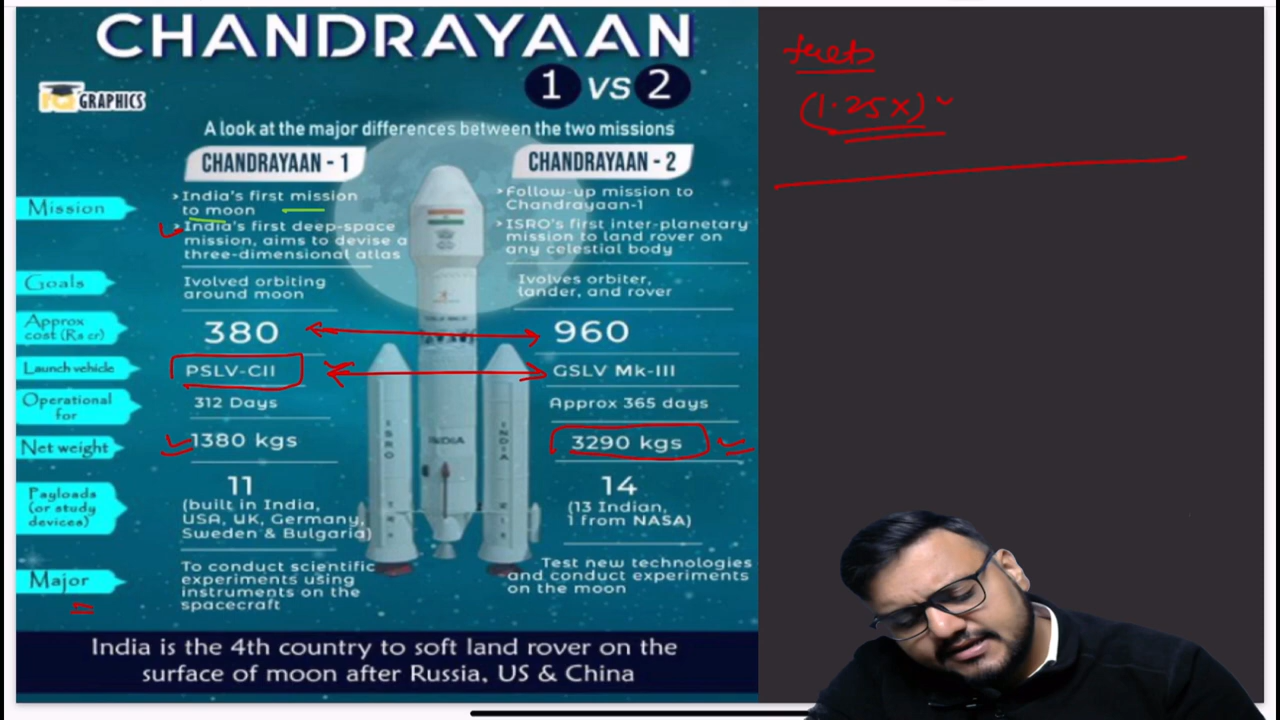 CHANDRAYAAN
1 VS 2
GRAPHICS
A look at the major differences between the two missions
CHANDRAYAAN - 1
CHANDRAYAAN - 2
Mission
> India's first mission
to moon
> India's first deep-space
mission, aims to devise a
three-dimensional atlas
> Follow-up mission to
Chandrayaan-1
> ISRO's first inter-planetary
mission to land rover on
any celestial body
Goals
Ivolved orbiting
around moon
Ivolves orbiter,
lander, and rover
Approx
cost (Rs cr)
380
960
Launch vehicle
PSLV-CII
GSLV Mk-III
Operational
for
312 Days
Approx 365 days
Net weight
1380 kgs
3290 kgs
Payloads
(or study
devices)
11
(built in India,
USA, UK, Germany,
Sweden & Bulgaria)
14
(13 Indian,
1 from NASA)
Major
To conduct scientific
experiments using
instruments on the
spacecraft
Test new technologies
and conduct experiments
on the moon
ISRO
INDIA
INDIA
India is the 4th country to soft land rover on the
surface of moon after Russia, US & China
(1.25x)